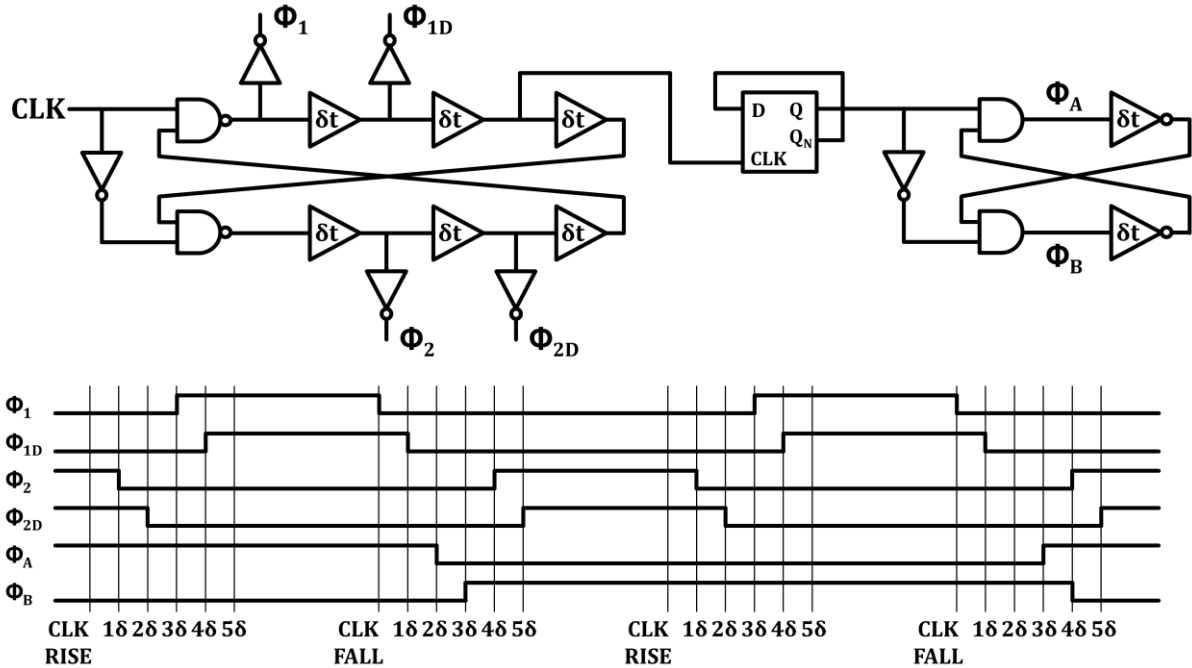 Φ1 Φ1D
CLK δt δt δt D Q QN CLK ΦA δt
δt δt δt ΦB δt
Φ2 Φ2D
Φ1
Φ1D
Φ2
Φ2D
ΦA
ΦB
CLK 1δ 2δ 3δ 4δ 5δ CLK 1δ 2δ 3δ 4δ 5δ CLK 1δ 2δ 3δ 4δ 5δ CLK 1δ 2δ 3δ 4δ 5δ
RISE FALL RISE FALL